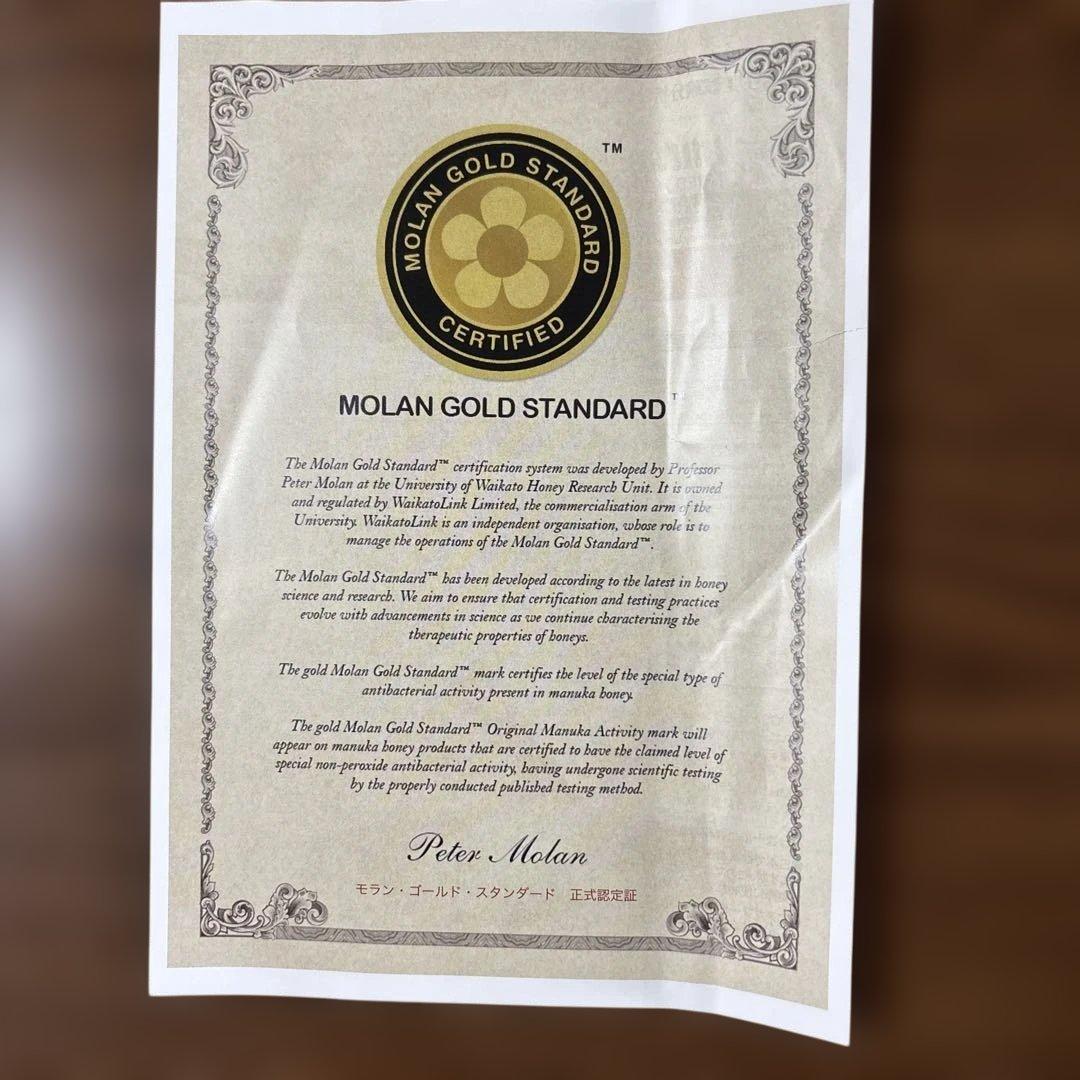 MOLAN GOLD STANDARD
CERTIFIED
TM
MOLAN GOLD STANDARD™
The Molan Gold Standard™ certification system was developed by Professor
Peter Molan at the University of Waikato Honey Research Unit. It is owned
and regulated by WaikatoLink Limited, the commercialisation arm of the
University. WaikatoLink is an independent organisation, whose role is to
manage the operations of the Molan Gold Standard™.
The Molan Gold Standard™ has been developed according to the latest in honey
science and research. We aim to ensure that certification and testing practices
evolve with advancements in science as we continue characterising the
therapeutic properties of honeys.
The gold Molan Gold Standard™ mark certifies the level of the special type of
antibacterial activity present in manuka honey.
The gold Molan Gold Standard™ Original Manuka Activity mark will
appear on manuka honey products that are certified to have the claimed level of
special non-peroxide antibacterial activity, having undergone scientific testing
by the properly conducted published testing method.
Peter Molan
モラン・ゴールド・スタンダード 正式認定証